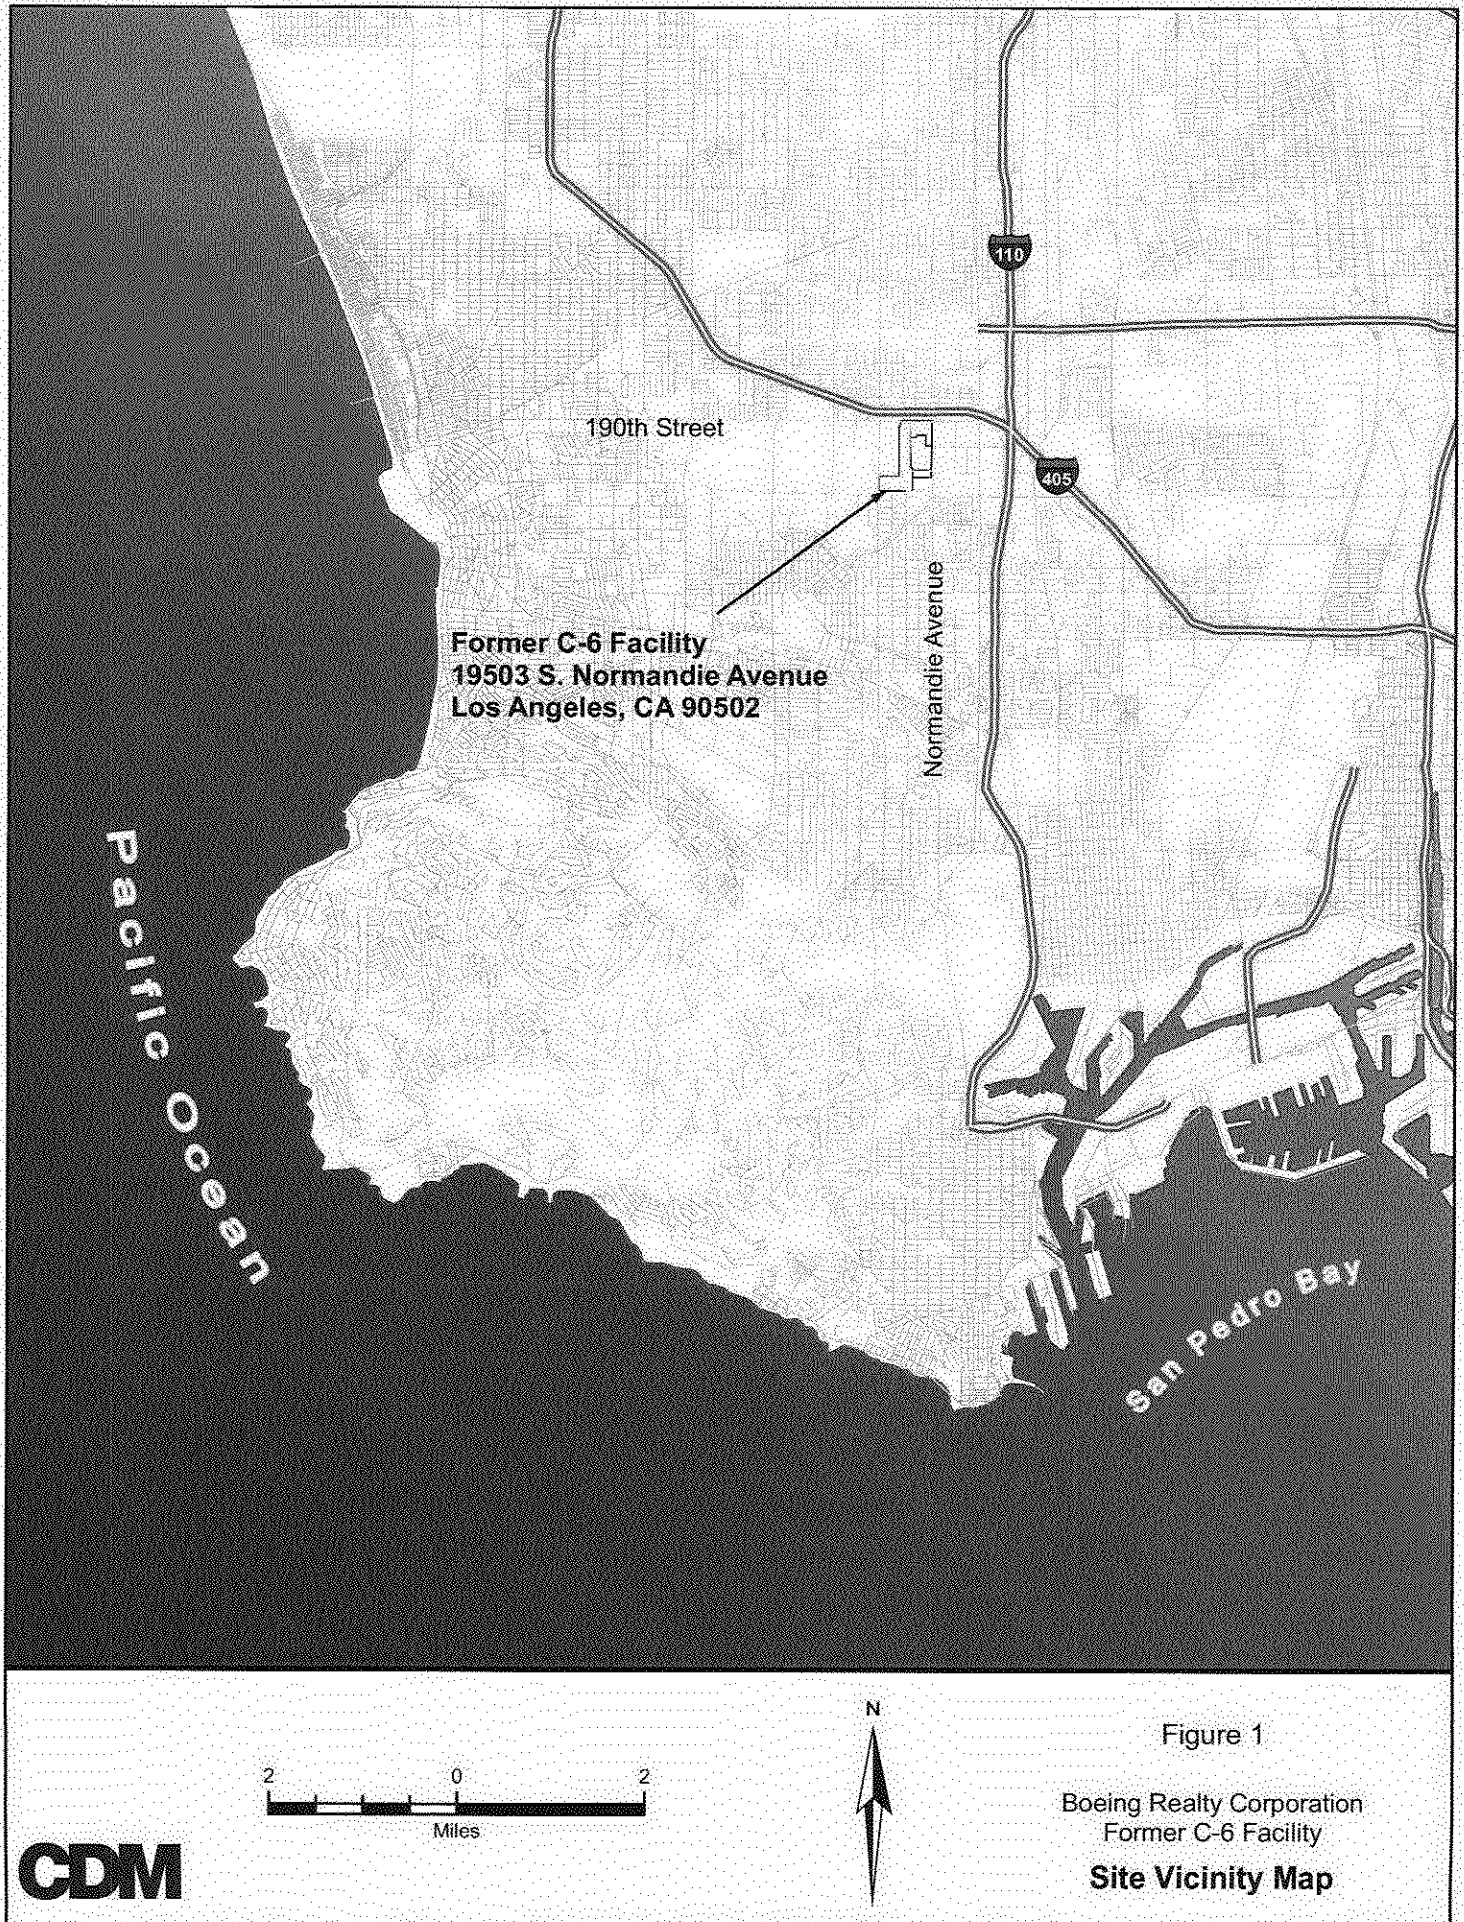 110
190th Street
405
Former C-6 Facility
19503 S. Normandie Avenue
Los Angeles, CA 90502
Normandie Avenue
Pacific Ocean
San Pedro Bay
2 0 2
Miles
N
CDM
Figure 1
Boeing Realty Corporation
Former C-6 Facility
Site Vicinity Map